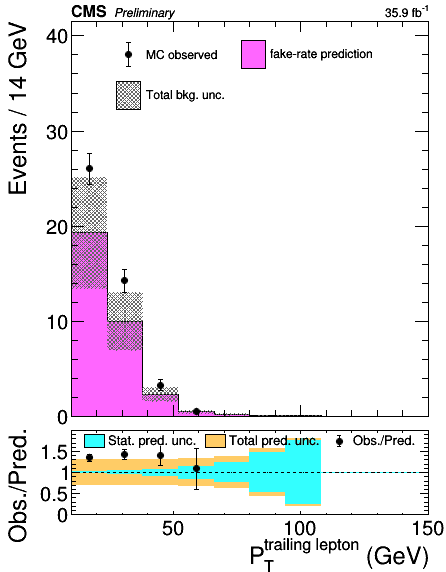 CMS Preliminary 35.9 fb-1
40
30
20
10
0
Events / 14 GeV
MC observed
fake-rate prediction
Total bkg. unc.
Stat. pred. unc. Total pred. unc. Obs./Pred.
1.5
1
0.5
0
Obs./Pred.
50 100 150
PT trailing lepton (GeV)